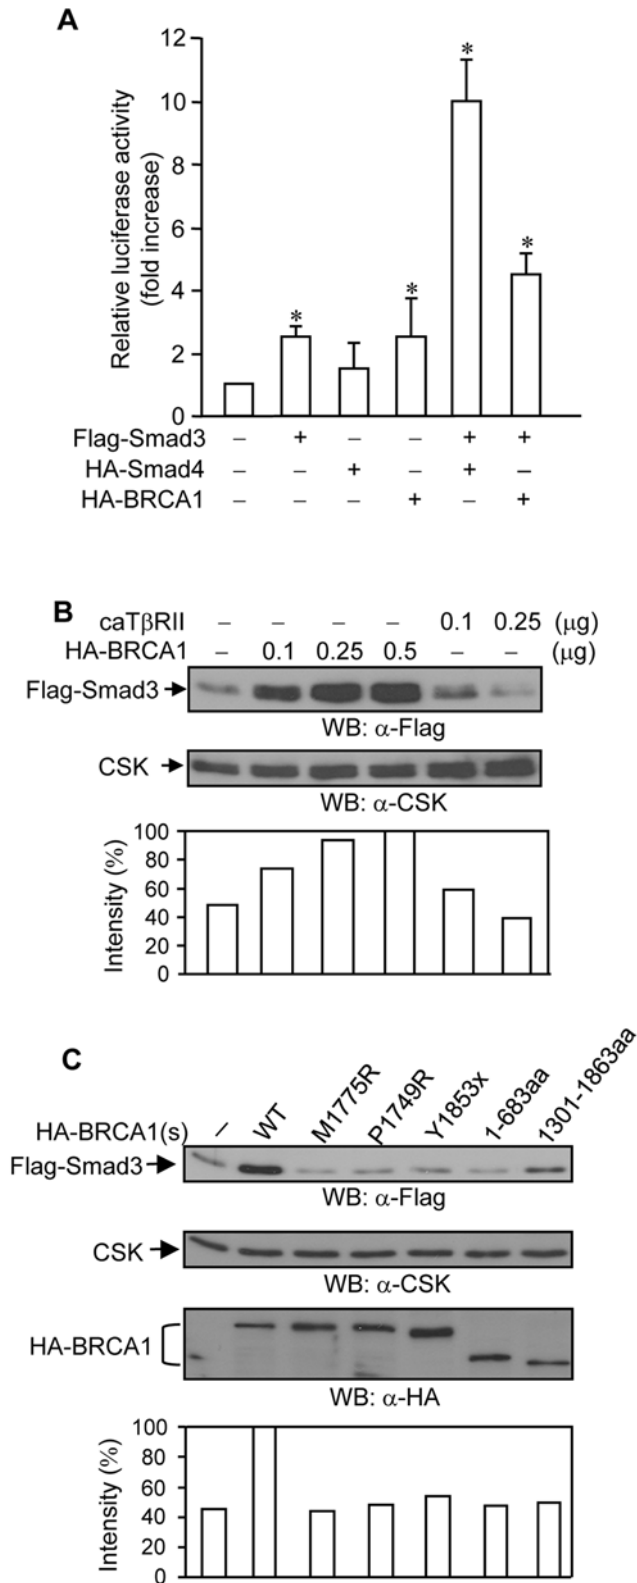 A
Relative luciferase activity
(fold increase)
12
10
8
6
4
2
0
* * * *
Flag-Smad3 – + – – + +
HA-Smad4 – – + – + –
HA-BRCA1 – – – + – +
B
caTβRII – – – – 0.1 0.25 (μg)
HA-BRCA1 – 0.1 0.25 0.5 – – (μg)
Flag-Smad3
WB: α-Flag
CSK
WB: α-CSK
Intensity (%)
100
80
60
40
20
0
C
HA-BRCA1(s) – WT M1775R P1749R Y1853x 1-683aa 1301-1863aa
Flag-Smad3
WB: α-Flag
CSK
WB: α-CSK
HA-BRCA1
WB: α-HA
Intensity (%)
100
80
60
40
20
0